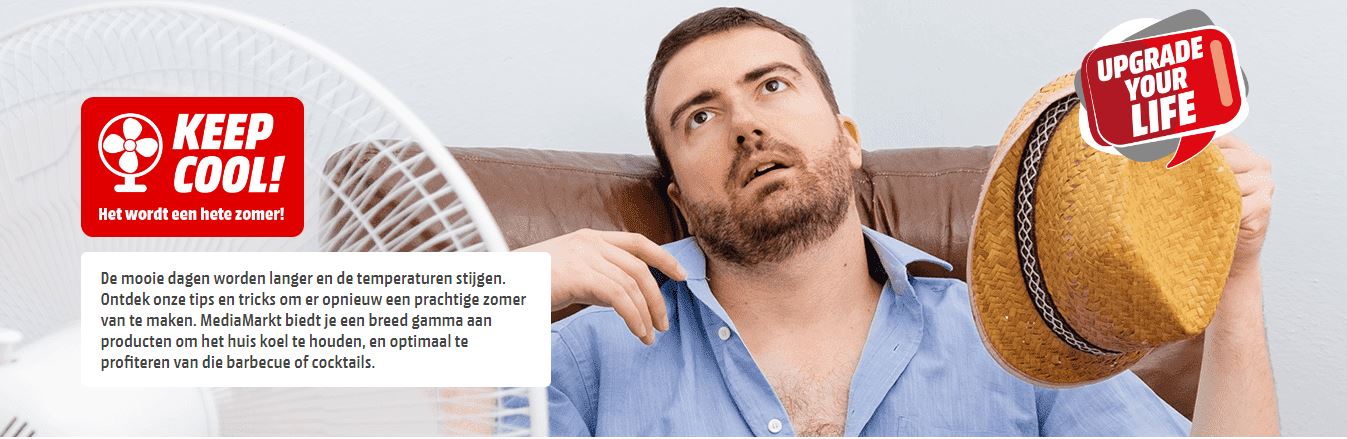 KEEP
COOL!
Het wordt een hete zomer!
De mooie dagen worden langer en de temperaturen stijgen.
Ontdek onze tips en tricks om er opnieuw een prachtige zomer
van te maken. MediaMarkt biedt je een breed gamma aan
producten om het huis koel te houden, en optimaal te
profiteren van die barbecue of cocktails.
UPGRADE
YOUR
LIFE